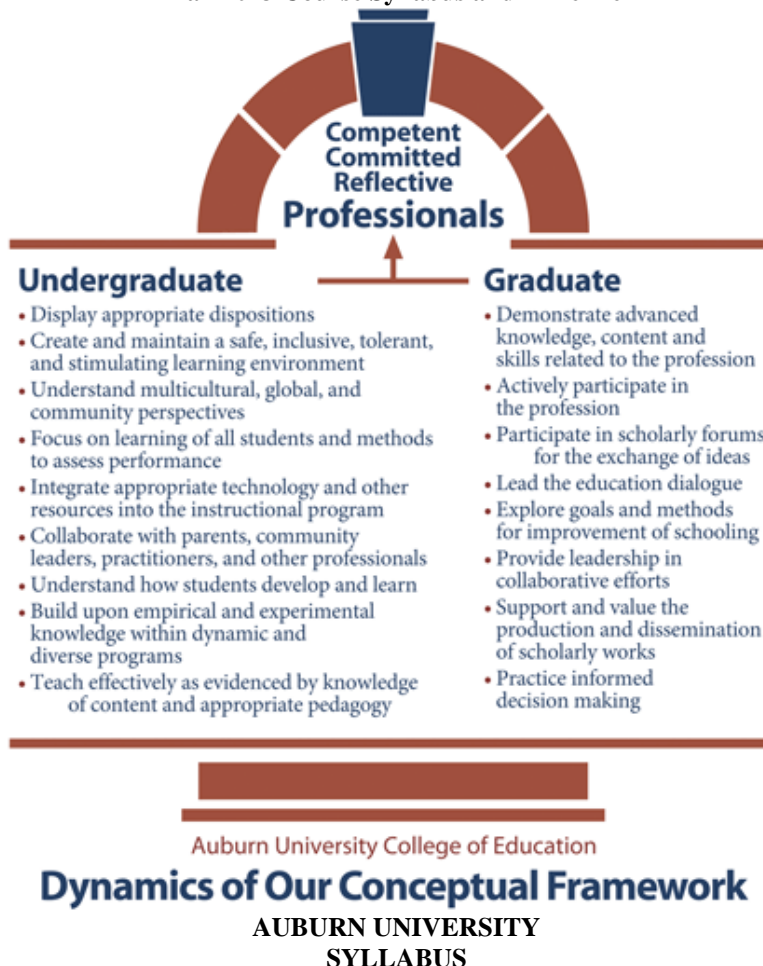 Competent
Committed
Reflective
Professionals
Undergraduate
• Display appropriate dispositions
• Create and maintain a safe, inclusive, tolerant,
and stimulating learning environment
• Understand multicultural, global, and
community perspectives
• Focus on learning of all students and methods
to assess performance
• Integrate appropriate technology and other
resources into the instructional program
• Collaborate with parents, community
leaders, practitioners, and other professionals
• Understand how students develop and learn
• Build upon empirical and experimental
knowledge within dynamic and
diverse programs
• Teach effectively as evidenced by knowledge
of content and appropriate pedagogy
Graduate
• Demonstrate advanced
knowledge, content and
skills related to the profession
• Actively participate in
the profession
• Participate in scholarly forums
for the exchange of ideas
• Lead the education dialogue
• Explore goals and methods
for improvement of schooling
• Provide leadership in
collaborative efforts
• Support and value the
production and dissemination
of scholarly works
• Practice informed
decision making
Auburn University College of Education
Dynamics of Our Conceptual Framework
AUBURN UNIVERSITY
SYLLABUS